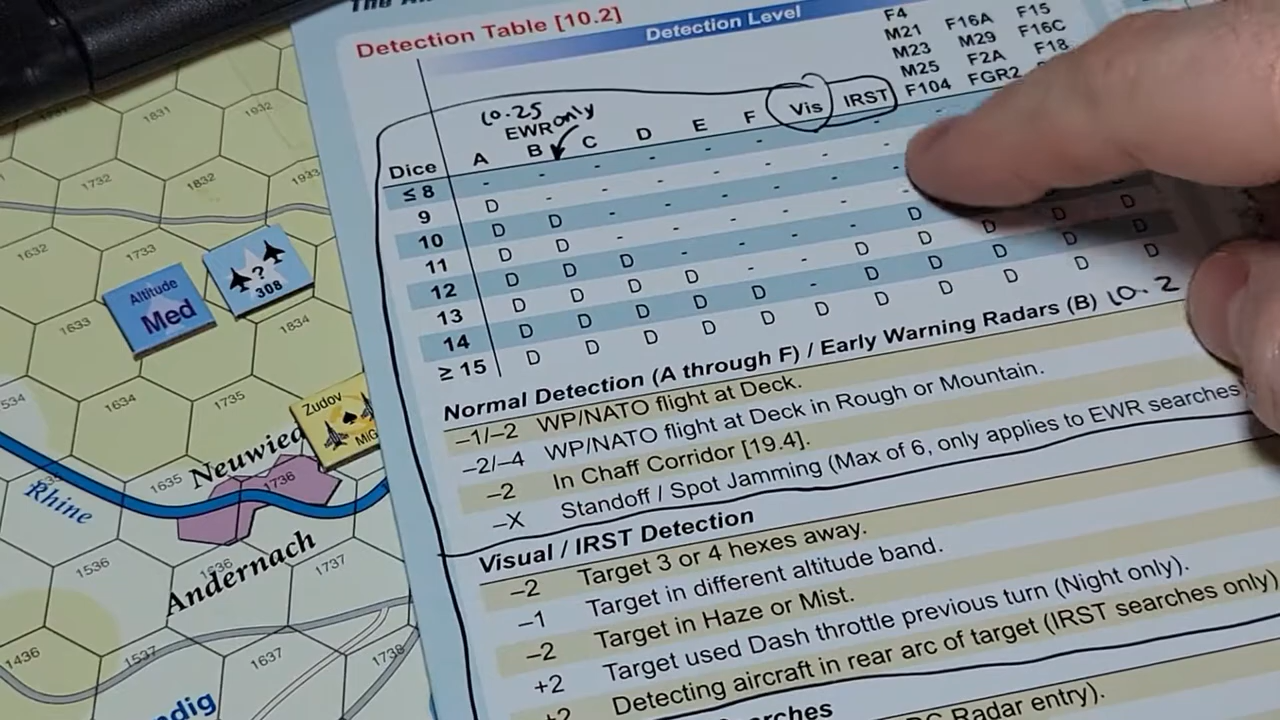 Detection Table [10.2]
Detection Level
F4
M21 F16A F15
M23 M29 F16C
M25 F2A F18
F104 FGR2
10.25
EWR only
Dice A B C D E F Vis IRST
≤ 8 - - - - - - - - -
9 D - - - - - - -
10 D D - - - - - -
11 D D - - - - - D D D D
12 D D D - - - D D D D D
13 D D D D - - D D D D D
14 D D D D D - D D D D D
≥ 15 D D D D D D
Normal Detection (A through F) / Early Warning Radars (B) 10.2
–1/–2 WP/NATO flight at Deck.
–2/–4 WP/NATO flight at Deck in Rough or Mountain.
–2 In Chaff Corridor [19.4].
–X Standoff / Spot Jamming (Max of 6, only applies to EWR searches
Visual / IRST Detection
–2 Target 3 or 4 hexes away.
–1 Target in different altitude band.
–2 Target in Haze or Mist.
+2 Target used Dash throttle previous turn (Night only).
+2 Detecting aircraft in rear arc of target (IRST searches only)
Radar entry).
1831
1932
1732
1832
1933
1632
1733
Altitude
Med
?
308
1633
1834
1634
1735
Zudov
MiG
Neuwied
1635
1736
Rhine
Andernach
1536
1636
1737
1436
1537
1637
1738